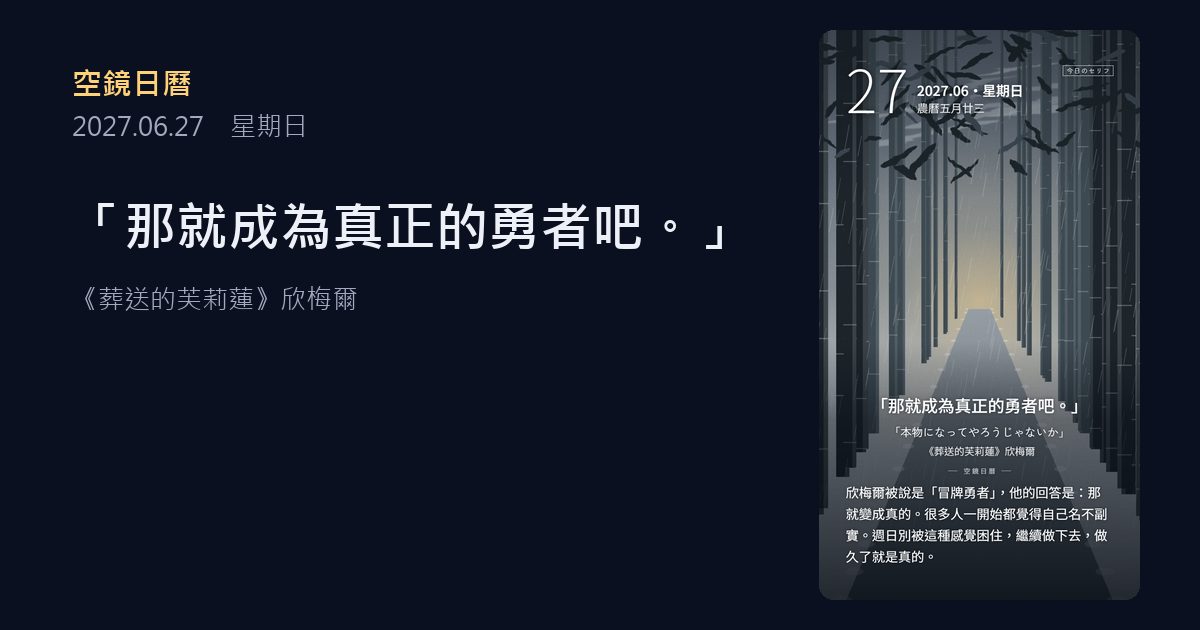 空鏡日曆
2027.06.27 星期日
「那就成為真正的勇者吧。」
《葬送的芙莉蓮》欣梅爾
27
2027.06・星期日
農曆五月廿三
今日のセリフ
「那就成為真正的勇者吧。」
「本物になってやろうじゃないか」
《葬送的芙莉蓮》欣梅爾
— 空鏡日曆 —
欣梅爾被說是「冒牌勇者」，他的回答是：那
就變成真的。很多人一開始都覺得自己名不副
實。週日別被這種感覺困住，繼續做下去，做
久了就是真的。